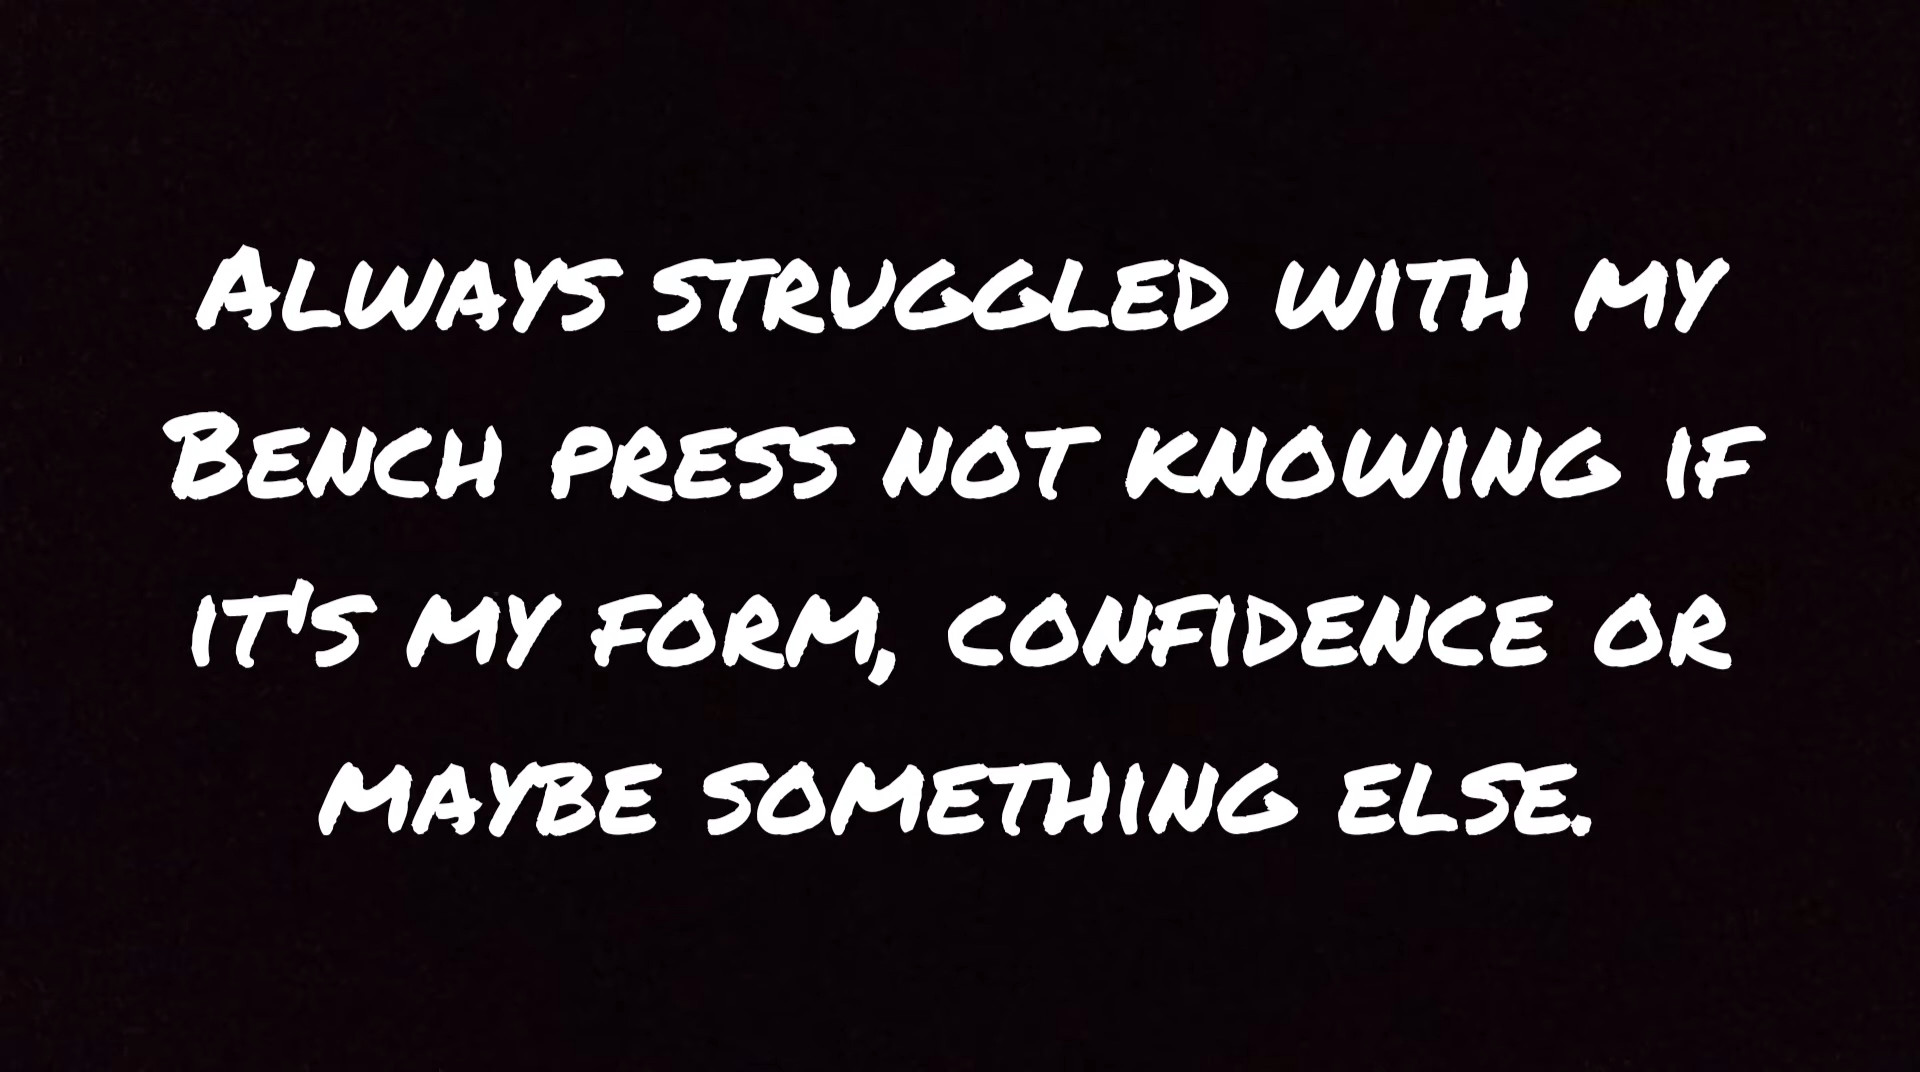 Always struggled with my
Bench press not knowing if
it's my form, confidence or
maybe something else.